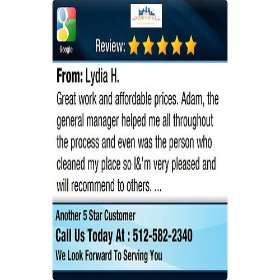 Google
Review:
From: Lydia H.
Great work and affordable prices. Adam, the
general manager helped me all throughout
the process and even was the person who
cleaned my place so I&'m very pleased and
will recommend to others. ...
Another 5 Star Customer
Call Us Today At : 512-582-2340
We Look Forward To Serving You